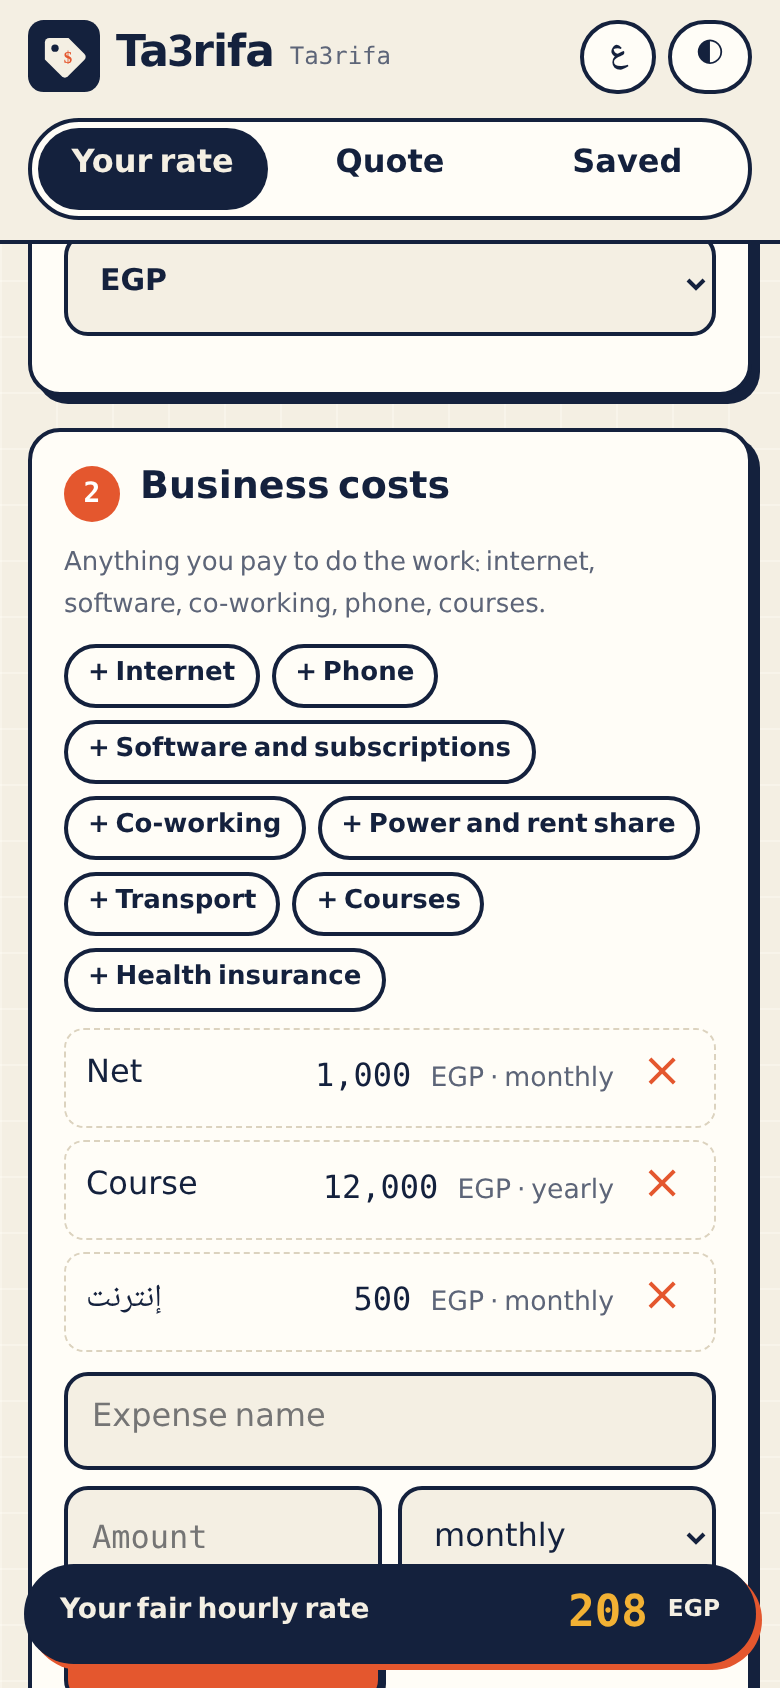 $ Ta3rifa Ta3rifa ع
Your rate Quote Saved
EGP
2 Business costs
Anything you pay to do the work: internet,
software, co-working, phone, courses.
+ Internet + Phone
+ Software and subscriptions
+ Co-working + Power and rent share
+ Transport + Courses
+ Health insurance
Net 1,000 EGP · monthly
Course 12,000 EGP · yearly
إنترنت 500 EGP · monthly
Expense name
Amount monthly
Your fair hourly rate 208 EGP